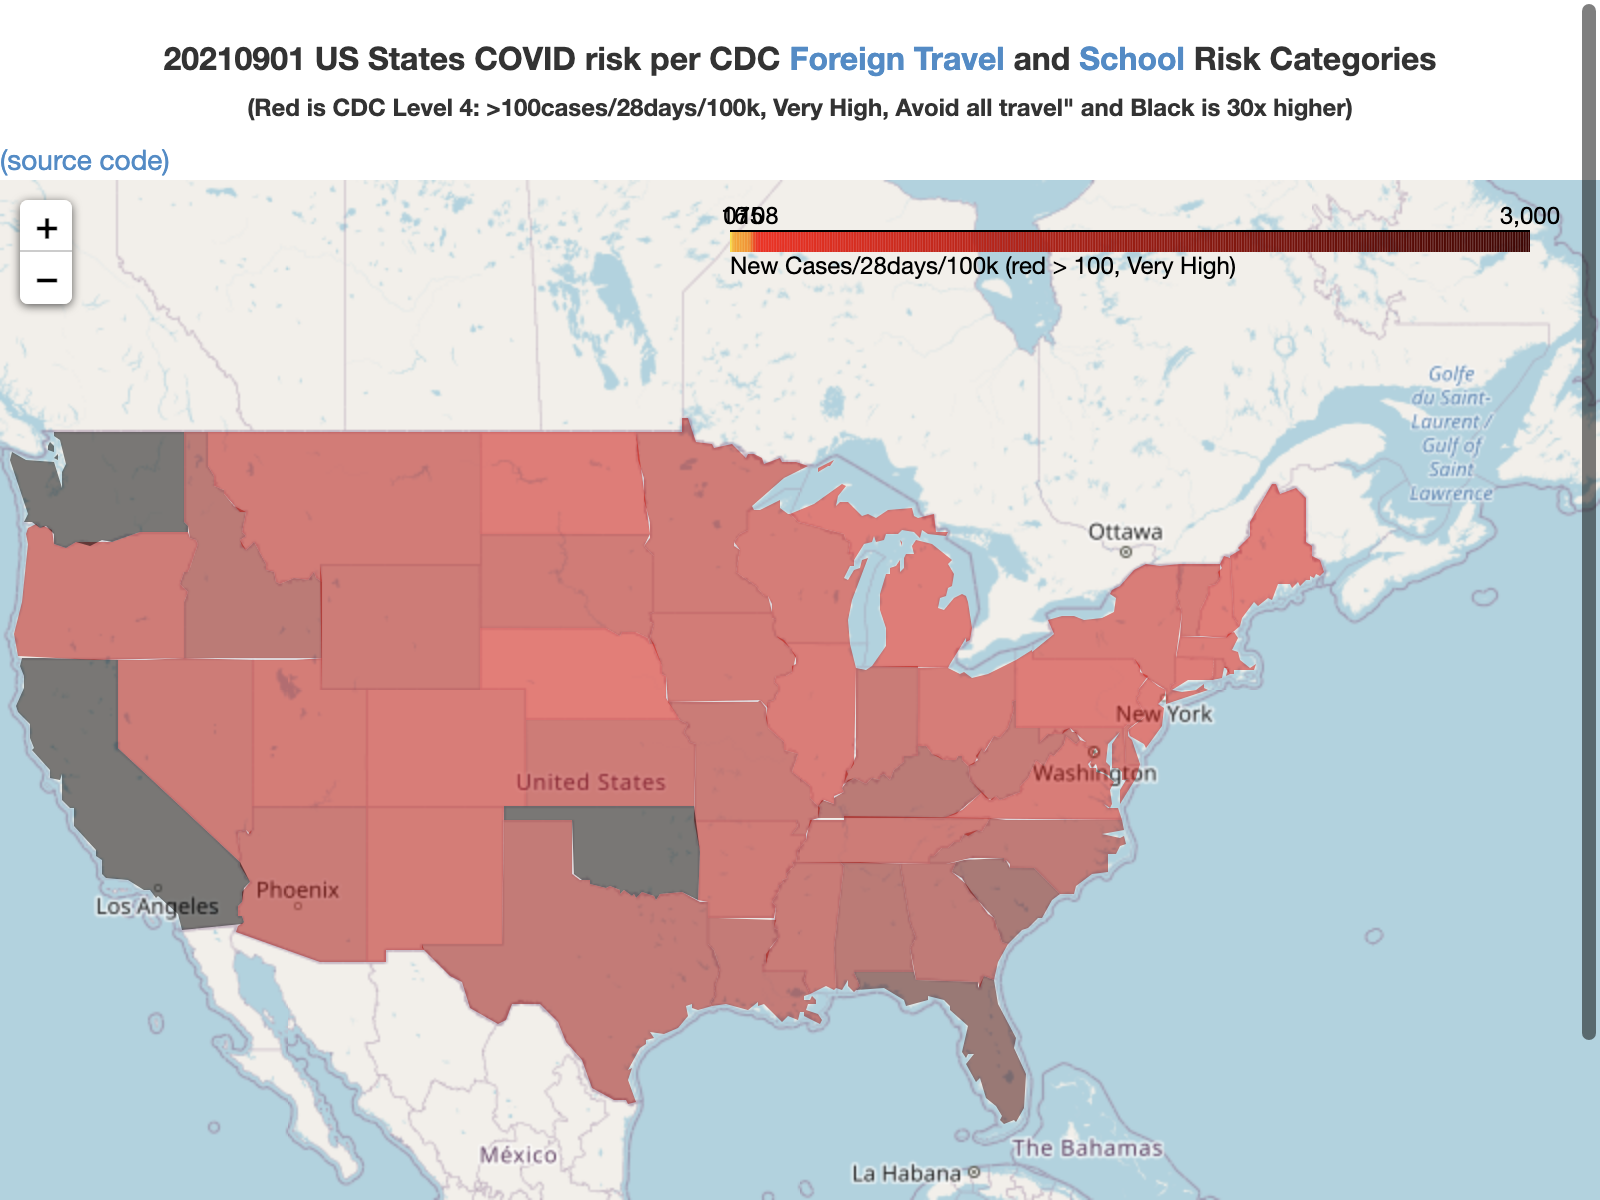 20210901 US States COVID risk per CDC Foreign Travel and School Risk Categories
(Red is CDC Level 4: >100cases/28days/100k, Very High, Avoid all travel" and Black is 30x higher)
(source code)
+
−
3,000
New Cases/28days/100k (red > 100, Very High)
Golfe
du Saint-
Laurent /
Gulf of
Saint
Lawrence
Ottawa
New York
Washington
United States
Phoenix
Los Angeles
The Bahamas
México
La Habana